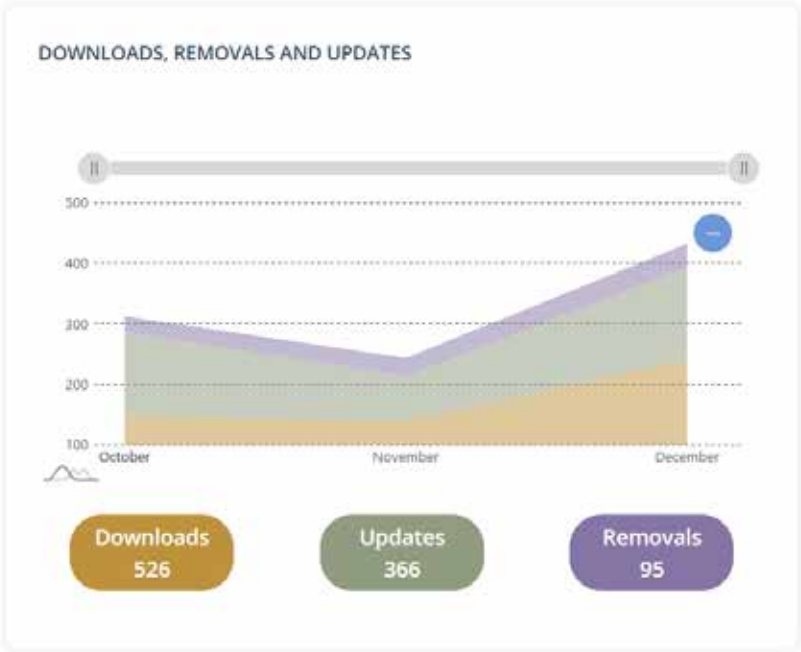 DOWNLOADS, REMOVALS AND UPDATES
500
400
300
200
100
October November December
Downloads Updates Removals
526 366 95